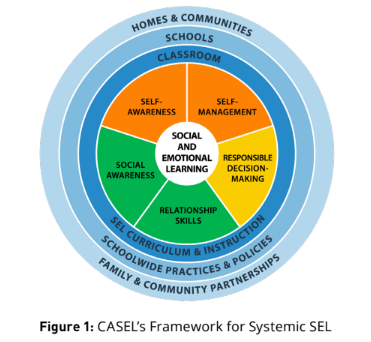 HOMES & COMMUNITIES
SCHOOLS
CLASSROOM
SELF-
AWARENESS
SELF-
MANAGEMENT
SOCIAL
AND
EMOTIONAL
LEARNING
SOCIAL
AWARENESS
RESPONSIBLE
DECISION-
MAKING
RELATIONSHIP
SKILLS
SEL CURRICULUM & INSTRUCTION
SCHOOLWIDE PRACTICES & POLICIES
FAMILY & COMMUNITY PARTNERSHIPS
Figure 1: CASEL's Framework for Systemic SEL